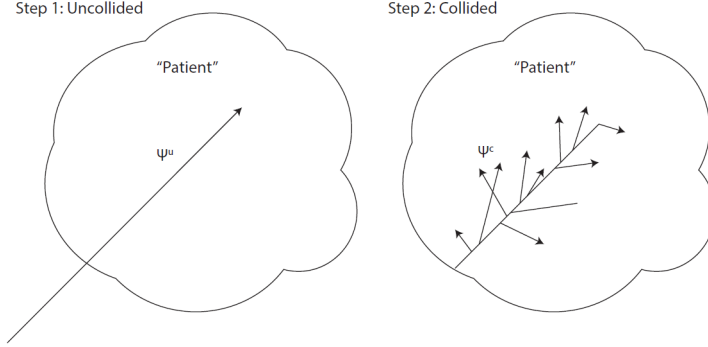 Step 1: Uncollided
Step 2: Collided
“Patient”
“Patient”
Ψᵘ
Ψᶜ